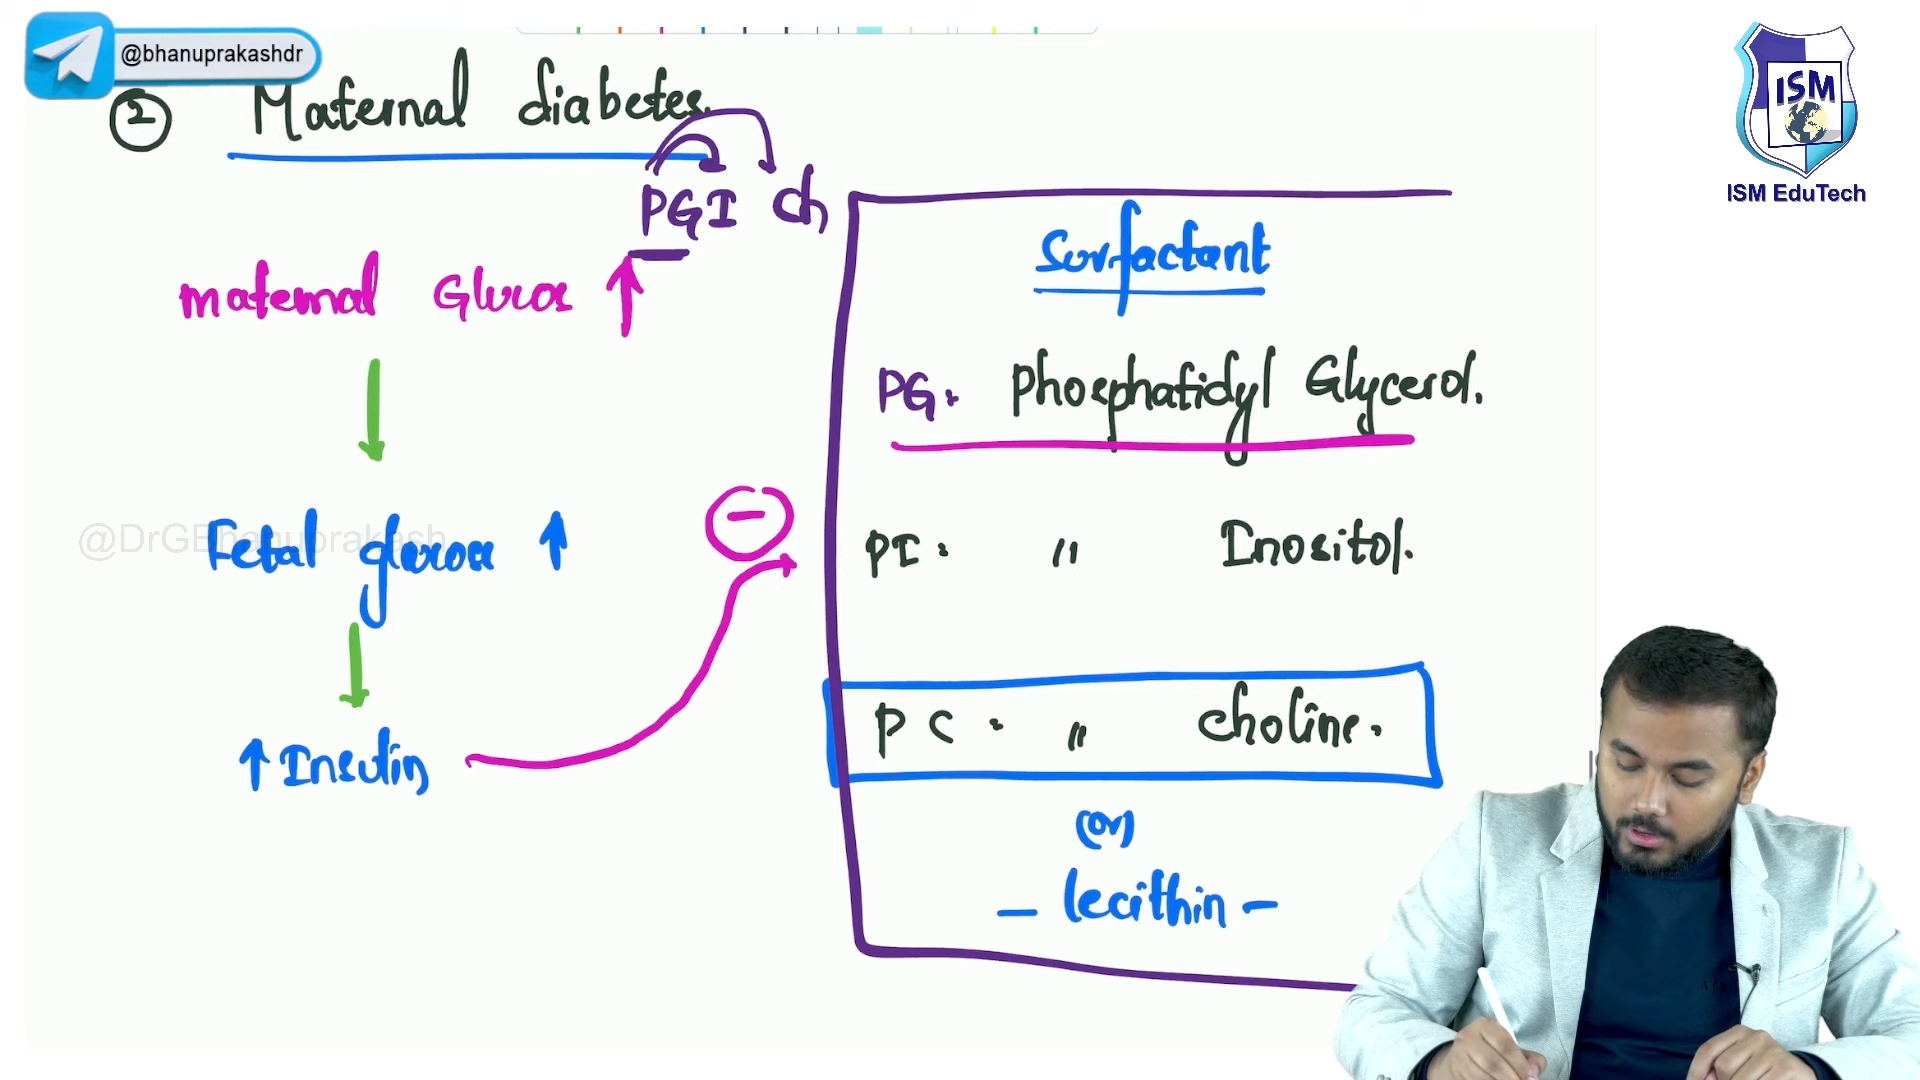 @bhanuprakashdr
ISM
ISM EduTech
② Maternal diabetes.
PGI Ch
maternal Glucose ↑
Fetal glucose ↑
@DrGBhanuprakash
↑ Insulin
−
Surfactant
PG: Phosphatidyl Glycerol.
PI: " Inositol.
PC: " choline.
(or)
– lecithin –